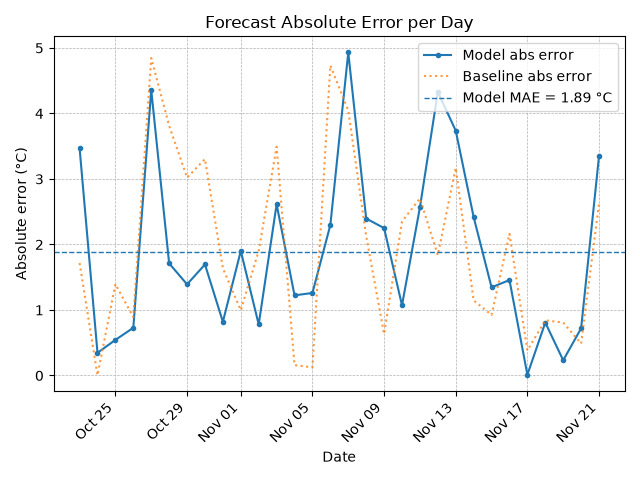 Forecast Absolute Error per Day
Model abs error
Baseline abs error
Model MAE = 1.89 °C
Absolute error (°C)
5
4
3
2
1
0
Oct 25
Oct 29
Nov 01
Nov 05
Nov 09
Nov 13
Nov 17
Nov 21
Date